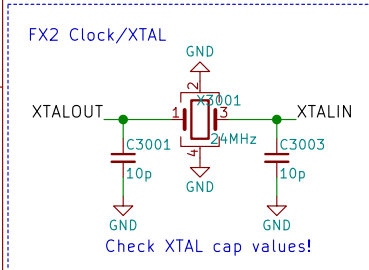 FX2 Clock/XTAL
GND
2
X3001
XTALOUT
1
3
XTALIN
24MHz
4
C3001
10p
C3003
10p
GND
GND
GND
Check XTAL cap values!